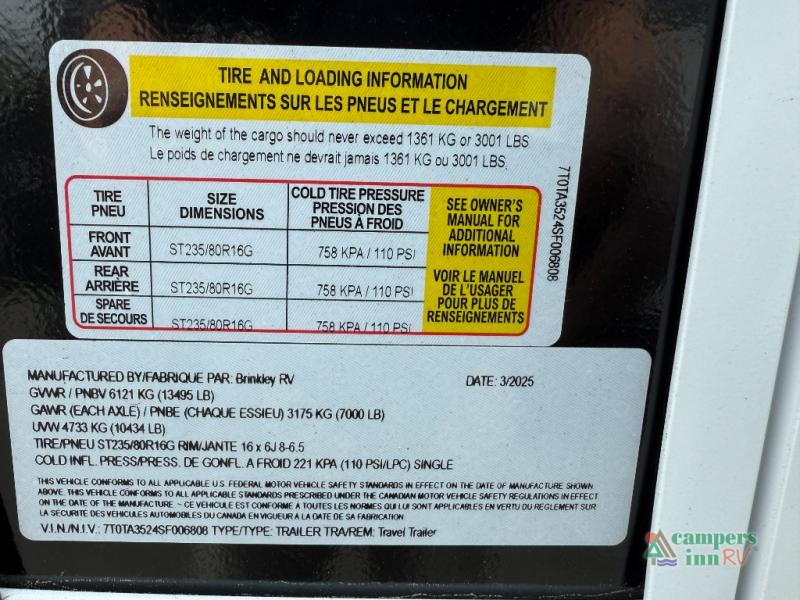 TIRE AND LOADING INFORMATION
RENSEIGNEMENTS SUR LES PNEUS ET LE CHARGEMENT
The weight of the cargo should never exceed 1361 KG or 3001 LBS
Le poids de chargement ne devrait jamais 1361 KG ou 3001 LBS.
TIRE
PNEU
SIZE
DIMENSIONS
COLD TIRE PRESSURE
PRESSION DES
PNEUS À FROID
FRONT
AVANT
ST235/80R16G
758 KPA / 110 PSI
REAR
ARRIÈRE
ST235/80R16G
758 KPA / 110 PSI
SPARE
DE SECOURS
ST235/80R16G
758 KPA / 110 PSI
SEE OWNER'S
MANUAL FOR
ADDITIONAL
INFORMATION
VOIR LE MANUEL
DE L'USAGER
POUR PLUS DE
RENSEIGNEMENTS
7T0TA3524SF006808
MANUFACTURED BY/FABRIQUE PAR: Brinkley RV
DATE: 3/2025
GVWR / PNBV 6121 KG (13495 LB)
GAWR (EACH AXLE) / PNBE (CHAQUE ESSIEU) 3175 KG (7000 LB)
UVW 4733 KG (10434 LB)
TIRE/PNEU ST235/80R16G RIM/JANTE 16 x 6J 8-6.5
COLD INFL. PRESS/PRESS. DE GONFL. A FROID 221 KPA (110 PSI/LPC) SINGLE
THIS VEHICLE CONFORMS TO ALL APPLICABLE U.S. FEDERAL MOTOR VEHICLE SAFETY STANDARDS IN EFFECT ON THE DATE OF MANUFACTURE SHOWN
ABOVE. THIS VEHICLE CONFORMS TO ALL APPLICABLE STANDARDS PRESCRIBED UNDER THE CANADIAN MOTOR VEHICLE SAFETY REGULATIONS IN EFFECT
ON THE DATE OF THE MANUFACTURE - CE VEHICULE EST CONFORME A TOUTES LES NORMES QUI LUI SONT APPLICABLES EN VERTU DU REGLEMENT SUR
LA SÉCURITÉ DES VEHICULES AUTOMOBILES DU CANADA EN VIGUEUR A LA DATE DE SA FABRICATION
V.I.N./N.I.V.: 7T0TA3524SF006808 TYPE/TYPE: TRAILER TRA/REM: Travel Trailer
campers
inn RV